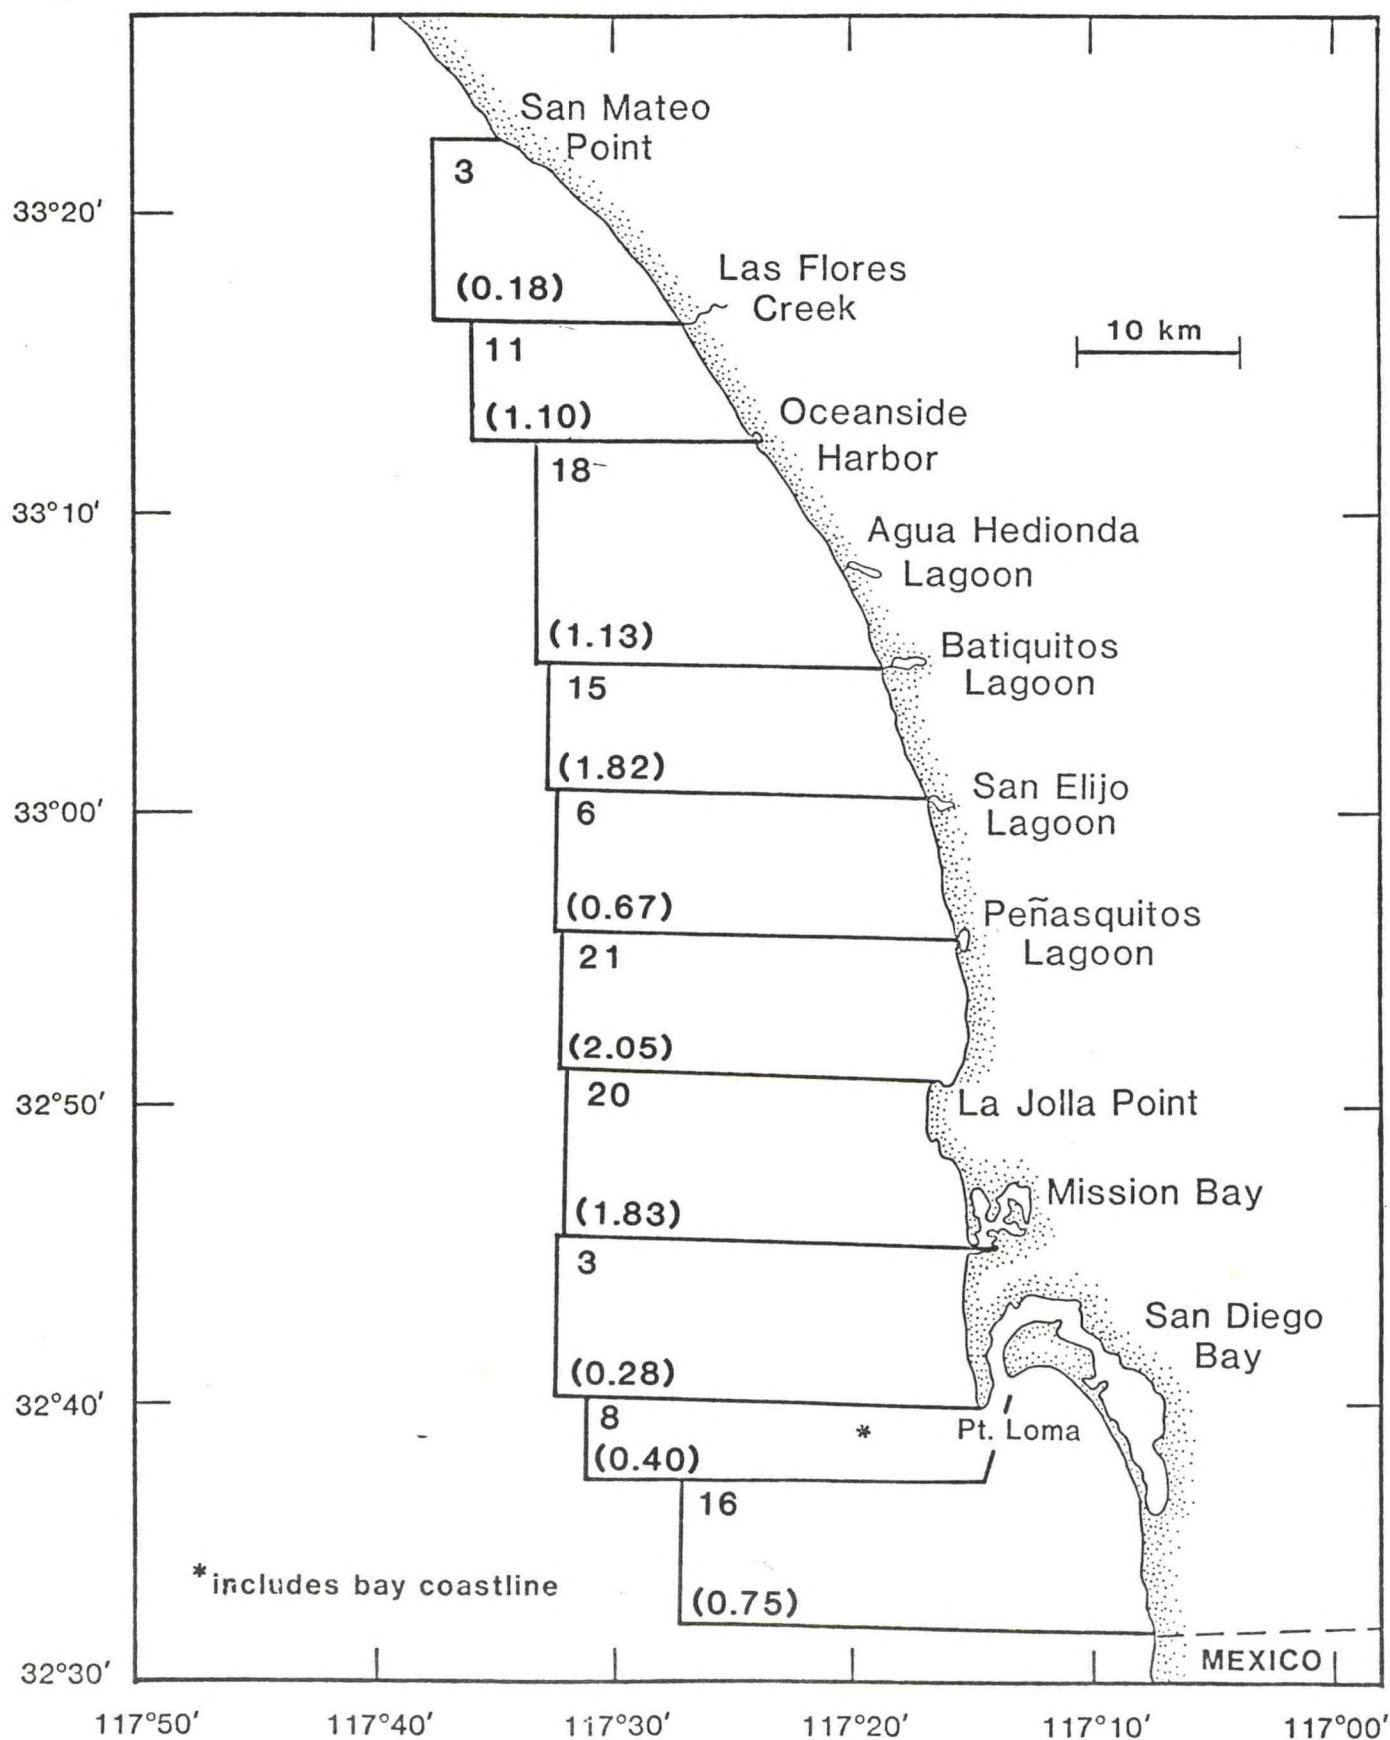 San Mateo
Point
3
33°20′
(0.18)
Las Flores
Creek
10 km
11
(1.10)
Oceanside
Harbor
18
33°10′
Agua Hedionda
Lagoon
(1.13)
Batiquitos
Lagoon
15
(1.82)
San Elijo
Lagoon
33°00′
6
(0.67)
Peñasquitos
Lagoon
21
(2.05)
20
32°50′
La Jolla Point
Mission Bay
(1.83)
3
San Diego
Bay
(0.28)
32°40′
8
*
Pt. Loma
(0.40)
16
*includes bay coastline
(0.75)
MEXICO
32°30′
117°50′ 117°40′ 117°30′ 117°20′ 117°10′ 117°00′